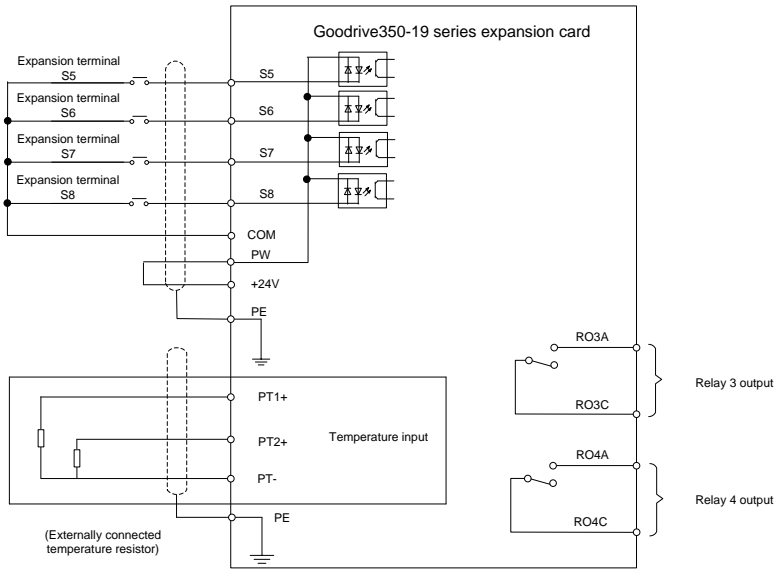 Goodrive350-19 series expansion card
Expansion terminal
S5
S5
Expansion terminal
S6
S6
Expansion terminal
S7
S7
Expansion terminal
S8
S8
COM
PW
+24V
PE
RO3A
Relay 3 output
RO3C
PT1+
PT2+
Temperature input
PT-
RO4A
Relay 4 output
RO4C
PE
(Externally connected
temperature resistor)